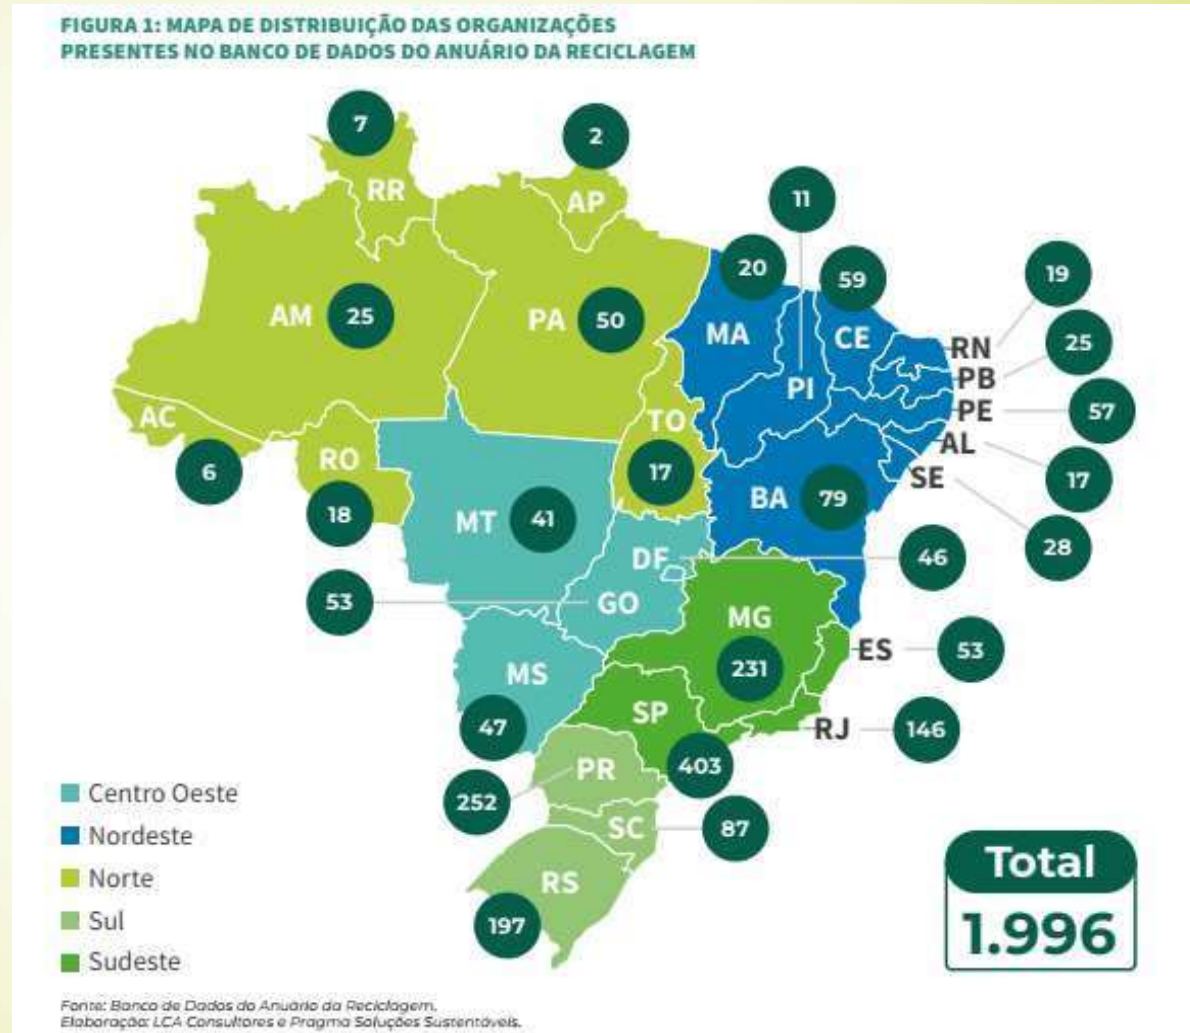 FIGURA 1: MAPA DE DISTRIBUIÇÃO DAS ORGANIZAÇÕES
PRESENTES NO BANCO DE DADOS DO ANUÁRIO DA RECICLAGEM
7
2
RR
AP
11
20
59
19
AM 25
PA 50
MA
CE
RN
25
PI
PB
AC
TO
PE
57
6
RO
17
AL
17
18
MT 41
BA 79
SE
28
DF
46
53
GO
MG
231
ES
53
MS
47
SP
RJ
146
403
PR
252
SC
87
RS
197
Centro Oeste
Nordeste
Norte
Sul
Sudeste
Total
1.996
Fonte: Banco de Dados do Anuário da Reciclagem.
Elaboração: LCA Consultores e Pragma Soluções Sustentáveis.